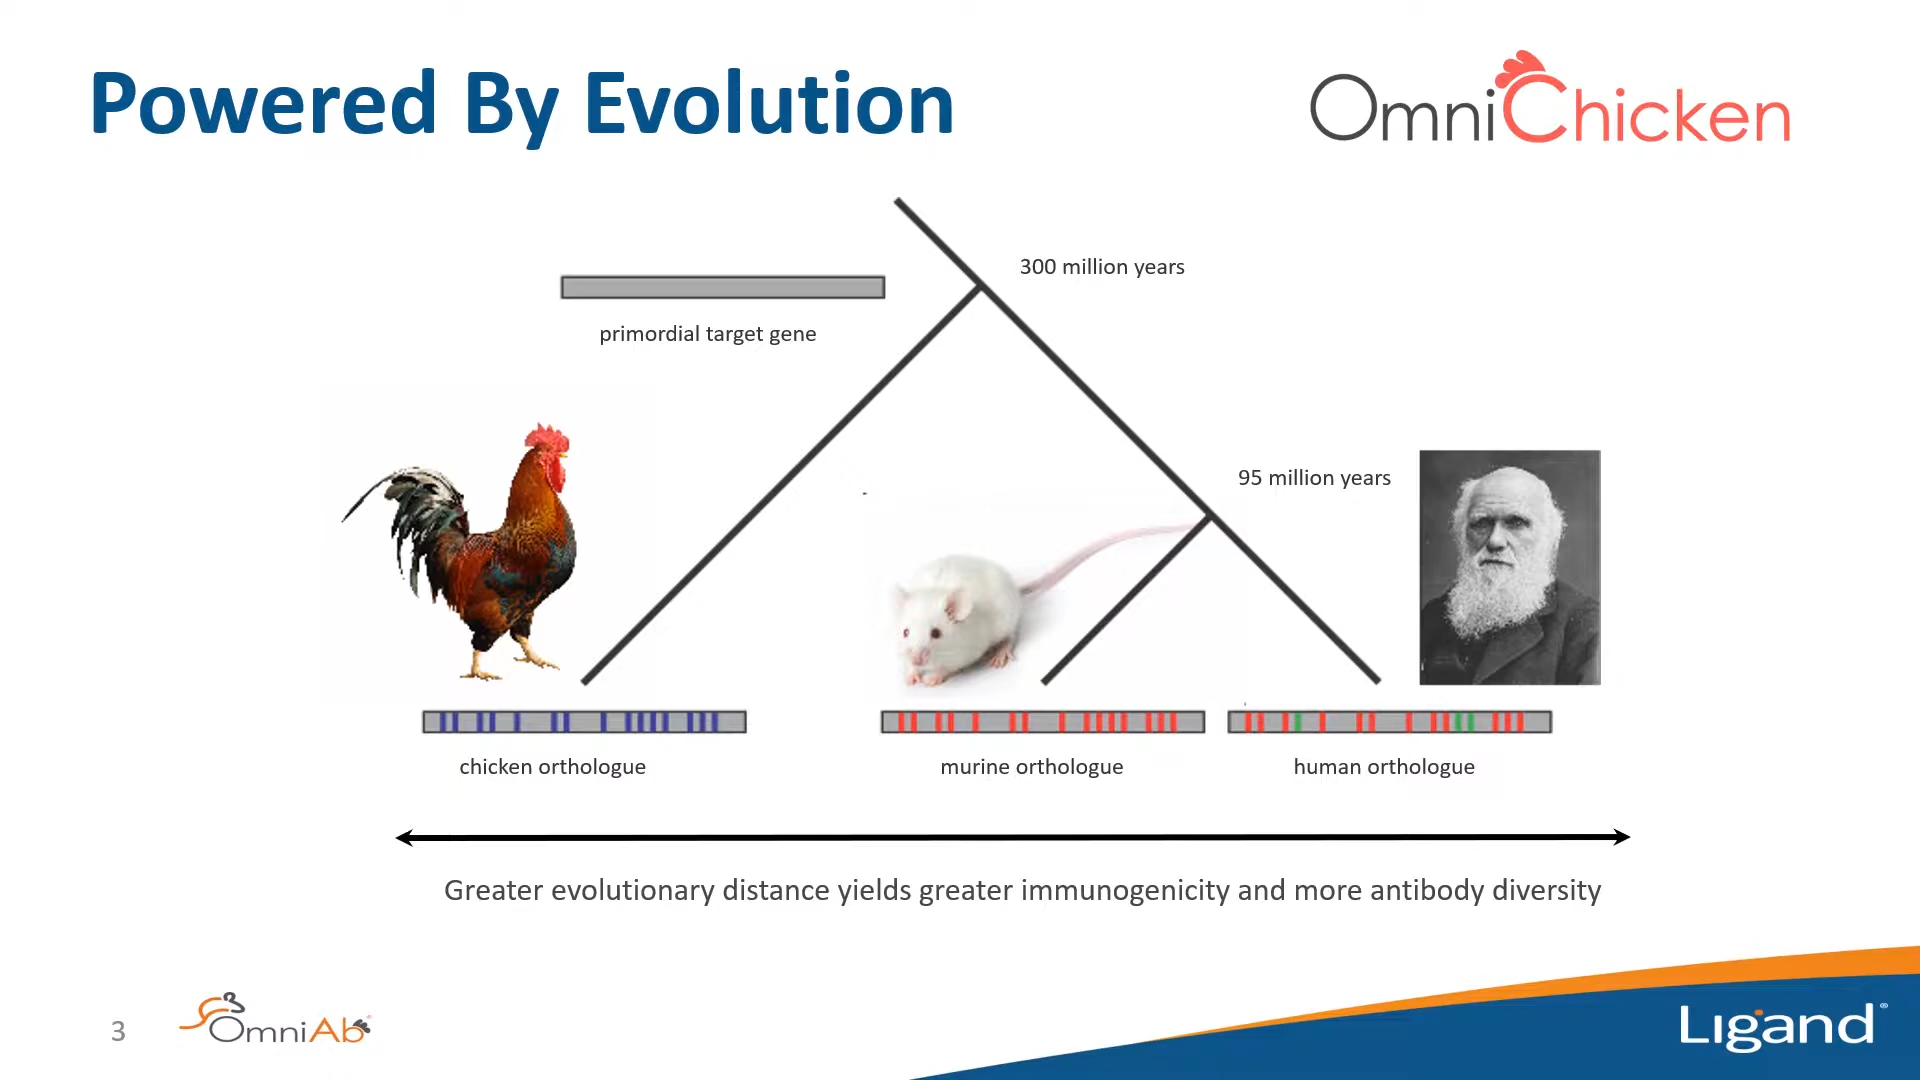 Powered By Evolution
OmniChicken
300 million years
primordial target gene
95 million years
chicken orthologue
murine orthologue
human orthologue
Greater evolutionary distance yields greater immunogenicity and more antibody diversity
3
OmniAb
Ligand®